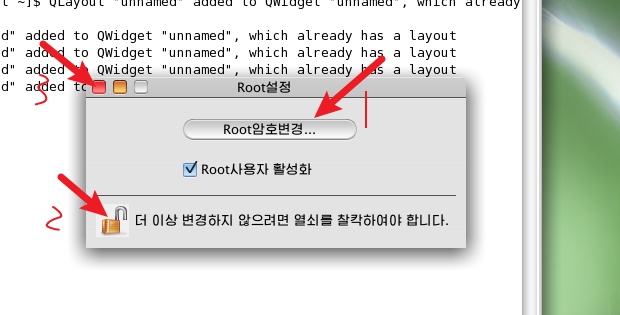 t ~]$ QLayout "unnamed" added to QWidget "unnamed", which already
d" added to QWidget "unnamed", which already has a layout
d" added to QWidget "unnamed", which already has a layout
d" added to QWidget "unnamed", which already has a layout
d" added to
Root설정
Root암호변경...
1
Root사용자 활성화
3
2
더 이상 변경하지 않으려면 열쇠를 찰칵하여야 합니다.